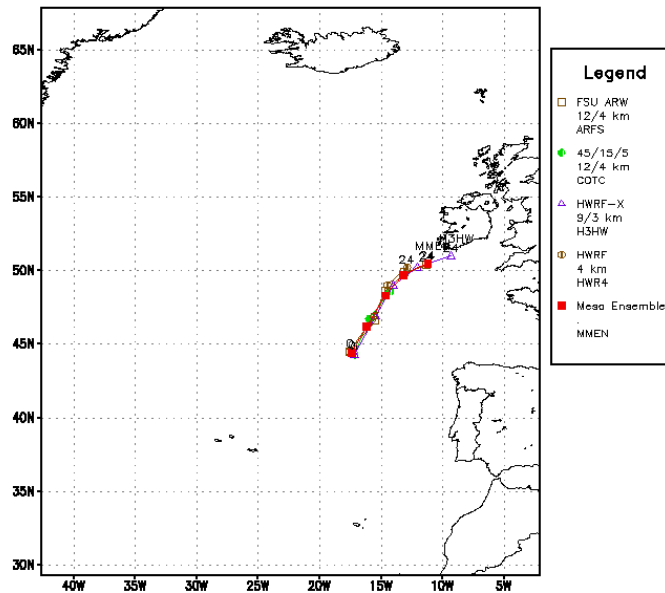 65N
60N
55N
50N
45N
40N
35N
30N
40W
35W
30W
25W
20W
15W
10W
5W
0
24
24
H3HW
Legend
FSU ARW
12/4 km
ARFS
45/15/5
12/4 km
COTC
HWRF-X
9/3 km
H3HW
HWRF
4 km
HWR4
Meso Ensemble
.
MMEN